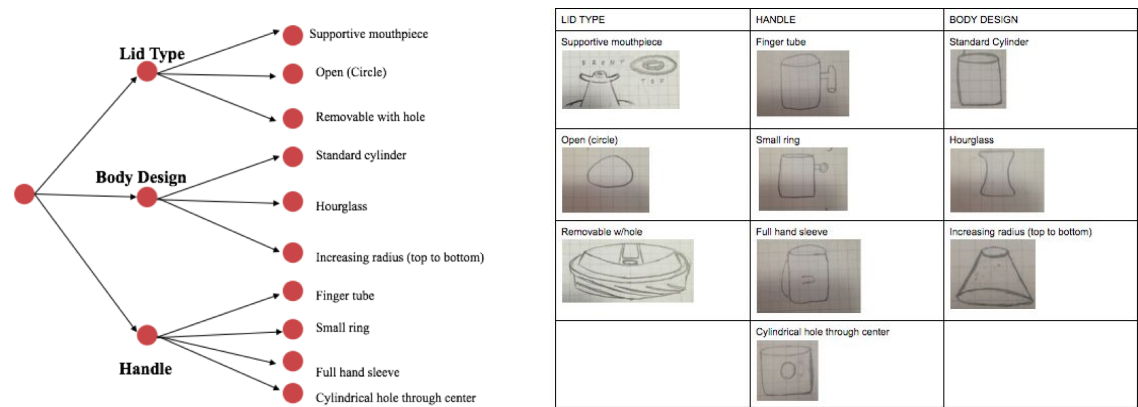 Lid Type
Supportive mouthpiece
Open (Circle)
Removable with hole
Body Design
Standard cylinder
Hourglass
Increasing radius (top to bottom)
Handle
Finger tube
Small ring
Full hand sleeve
Cylindrical hole through center
LID TYPE
HANDLE
BODY DESIGN
Supportive mouthpiece
FRONT
TOP
Finger tube
Standard Cylinder
Open (circle)
Small ring
Hourglass
Removable w/hole
Full hand sleeve
Increasing radius (top to bottom)
Cylindrical hole through center